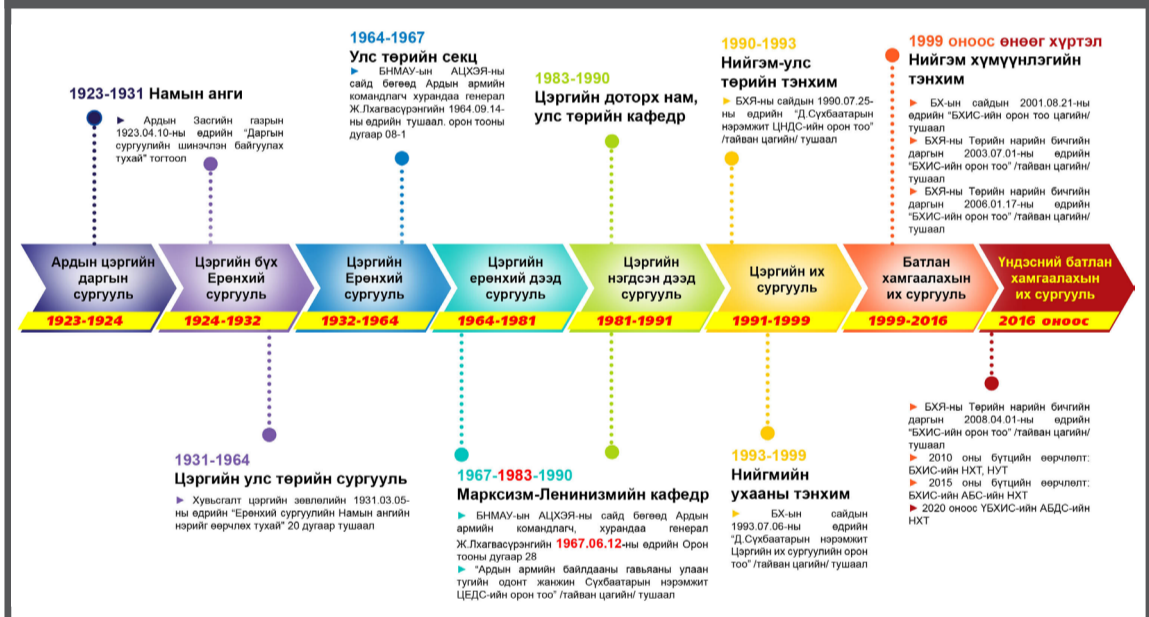 1923-1931 Намын анги
► Ардын Засгийн газрын
1923.04.10-ны өдрийн “Даргын
сургуулийн шинэчлэн байгуулах
тухай” тогтоол
1964-1967
Улс төрийн секц
► БНМАУ-ын АЦХЭЯ-ны
сайд бөгөөд Ардын армийн
командлагч хурандаа генерал
Ж.Лхагвасүрэнгийн 1964.09.14-
ны өдрийн тушаал. орон тооны
дугаар 08-1
1983-1990
Цэргийн доторх нам,
улс төрийн кафедр
1990-1993
Нийгэм-улс
төрийн тэнхим
► БХЯ-ны сайдын 1990.07.25-
ны өдрийн “Д.Сүхбаатарын
нэрэмжит ЦНДС-ийн орон тоо”
/тайван цагийн/ тушаал
1999 оноос өнөөг хүртэл
Нийгэм хүмүүнлэгийн
тэнхим
► БХ-ын сайдын 2001.08.21-ны
өдрийн “БХИС-ийн орон тоо цагийн/
тушаал
► БХЯ-ны Төрийн нарийн бичгийн
даргын 2003.07.01-ны өдрийн
“БХИС-ийн орон тоо” /тайван цагийн/
тушаал
► БХЯ-ны Төрийн нарийн бичгийн
даргын 2006.01.17-ны өдрийн
“БХИС-ийн орон тоо” /тайван цагийн/
тушаал
Ардын цэргийн
даргын
сургууль
1923-1924
Цэргийн бүх
Ерөнхий
сургууль
1924-1932
Цэргийн
Ерөнхий
сургууль
1932-1964
Цэргийн
ерөнхий дээд
сургууль
1964-1981
Цэргийн
нэгдсэн дээд
сургууль
1981-1991
Цэргийн их
сургууль
1991-1999
Батлан
хамгаалахын
их сургууль
1999-2016
Үндэсний батлан
хамгаалахын
их сургууль
2016 оноос
1931-1964
Цэргийн улс төрийн сургууль
► Хувьсгалт цэргийн зөвлөлийн 1931.03.05-
ны өдрийн “Ерөнхий сургуулийн Намын ангийн
нэрийг өөрчлөх тухай” 20 дугаар тушаал
1967-1983-1990
Марксизм-Ленинизмийн кафедр
► БНМАУ-ын АЦХЭЯ-ны сайд бөгөөд Ардын
армийн командлагч, хурандаа генерал
Ж.Лхагвасүрэнгийн 1967.06.12-ны өдрийн Орон
тооны дугаар 28
► “Ардын армийн байлдааны гавьяаны улаан
тугийн одонт жанжин Сүхбаатарын нэрэмжит
ЦЕДС-ийн орон тоо” /тайван цагийн/ тушаал
1993-1999
Нийгмийн
ухааны тэнхим
► БХ-ын сайдын
1993.07.06-ны өдрийн
“Д.Сүхбаатарын нэрэмжит
Цэргийн их сургуулийн орон
тоо” /тайван цагийн/ тушаал
► БХЯ-ны Төрийн нарийн бичгийн
даргын 2008.04.01-ны өдрийн
“БХИС-ийн орон тоо” /тайван цагийн/
тушаал
► 2010 оны бүтцийн өөрчлөлт:
БХИС-ийн НХТ, НУТ
► 2015 оны бүтцийн өөрчлөлт:
БХИС-ийн АБС-ийн НХТ
► 2020 оноос ҮБХИС-ийн АБДС-ийн
НХТ